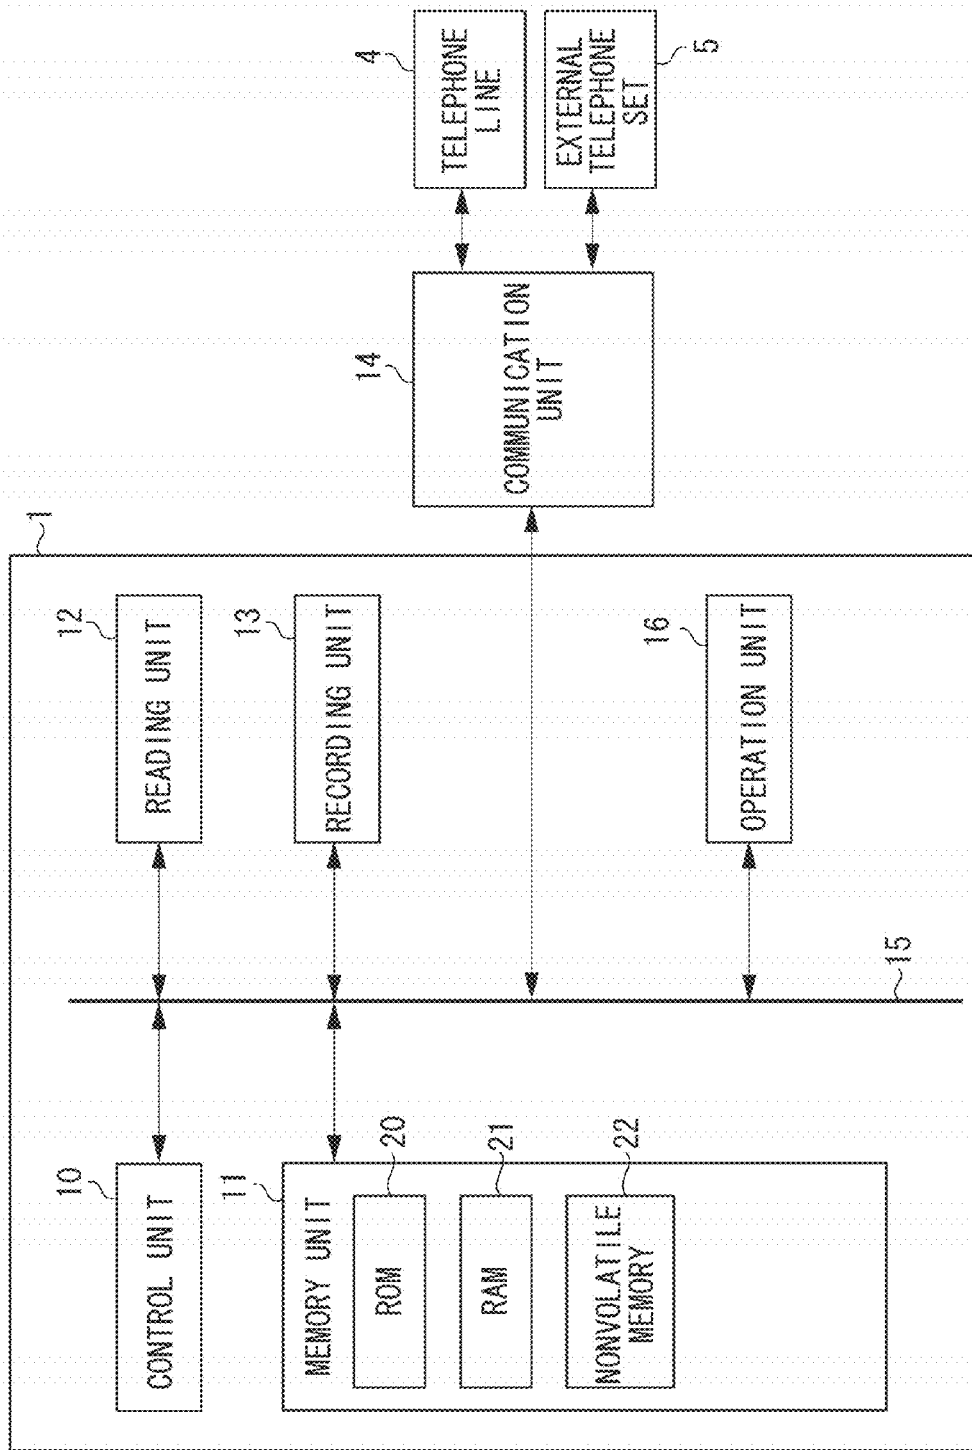 1
10
CONTROL UNIT
11
MEMORY UNIT
20
ROM
21
RAM
22
NONVOLATILE
MEMORY
12
READING UNIT
13
RECORDING UNIT
16
OPERATION UNIT
15
14
COMMUNICATION
UNIT
4
TELEPHONE
LINE
5
EXTERNAL
TELEPHONE
SET